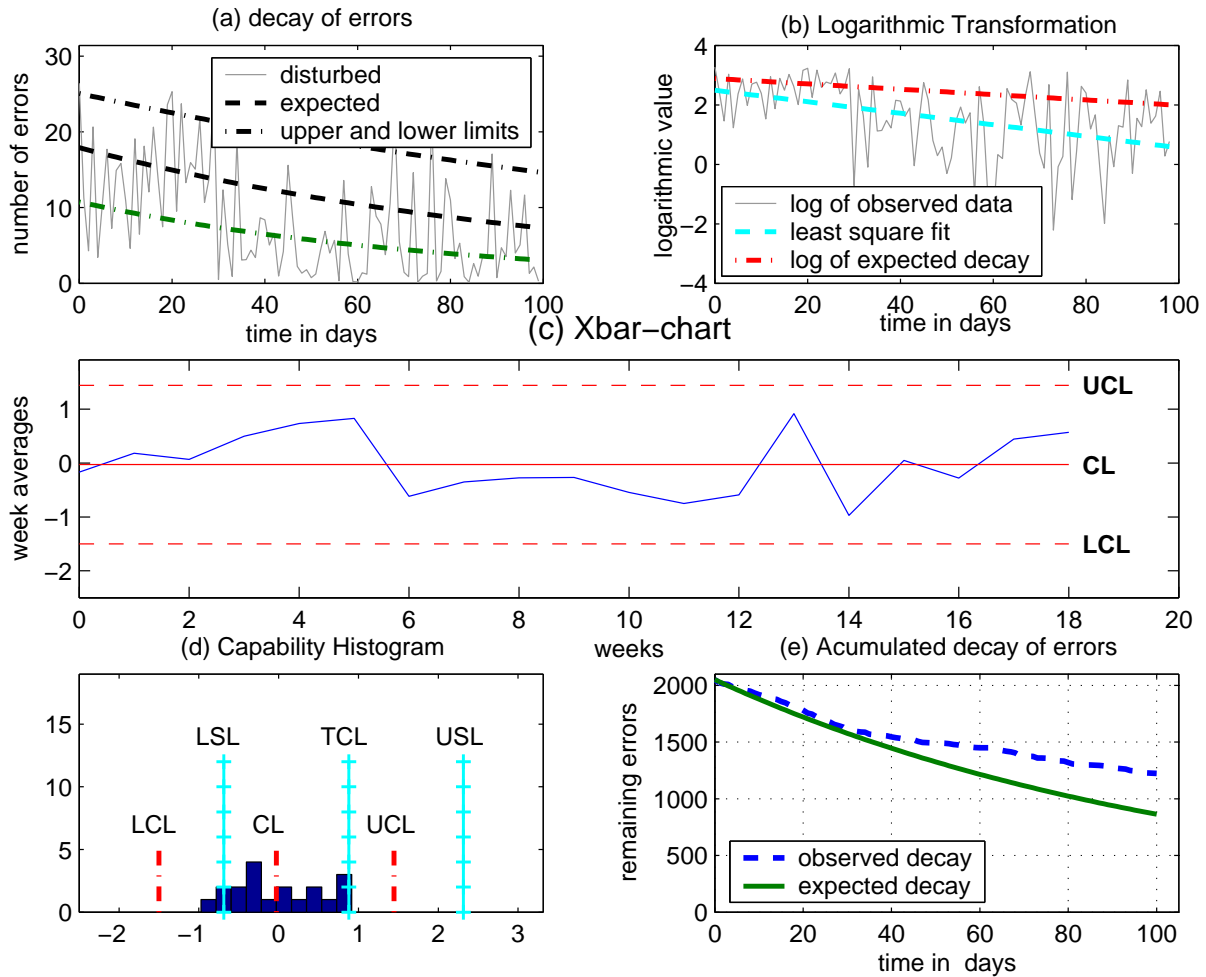 (a) decay of errors
number of errors
30
20
10
0
0 20 40 60 80 100
time in days
disturbed
expected
upper and lower limits
(b) Logarithmic Transformation
logarithmic value
4
2
0
−2
−4
0 20 40 60 80 100
time in days
log of observed data
least square fit
log of expected decay
(c) Xbar−chart
week averages
1
0
−1
−2
UCL
CL
LCL
0 2 4 6 8 10 12 14 16 18 20
weeks
(d) Capability Histogram
15
10
5
0
LSL TCL USL
LCL CL UCL
−2 −1 0 1 2 3
(e) Acumulated decay of errors
remaining errors
2000
1500
1000
500
0
observed decay
expected decay
0 20 40 60 80 100
time in days